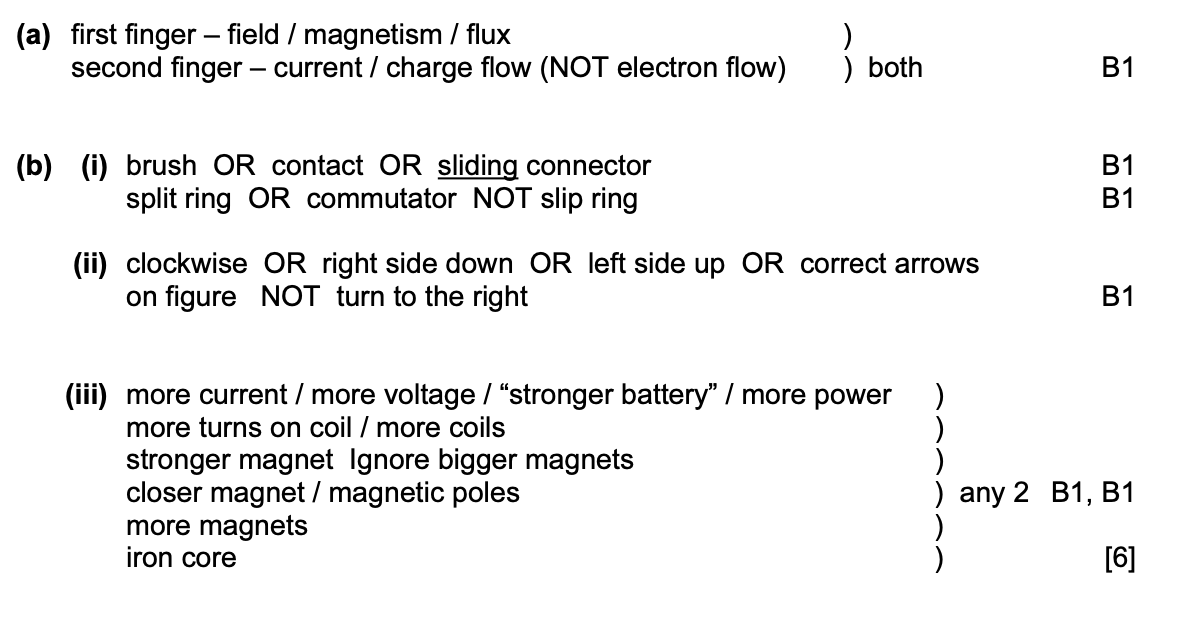 (a) first finger – field / magnetism / flux )
second finger – current / charge flow (NOT electron flow) ) both B1
(b) (i) brush OR contact OR sliding connector B1
split ring OR commutator NOT slip ring B1
(ii) clockwise OR right side down OR left side up OR correct arrows
on figure NOT turn to the right B1
(iii) more current / more voltage / “stronger battery” / more power )
more turns on coil / more coils )
stronger magnet Ignore bigger magnets )
closer magnet / magnetic poles ) any 2 B1, B1
more magnets )
iron core ) [6]